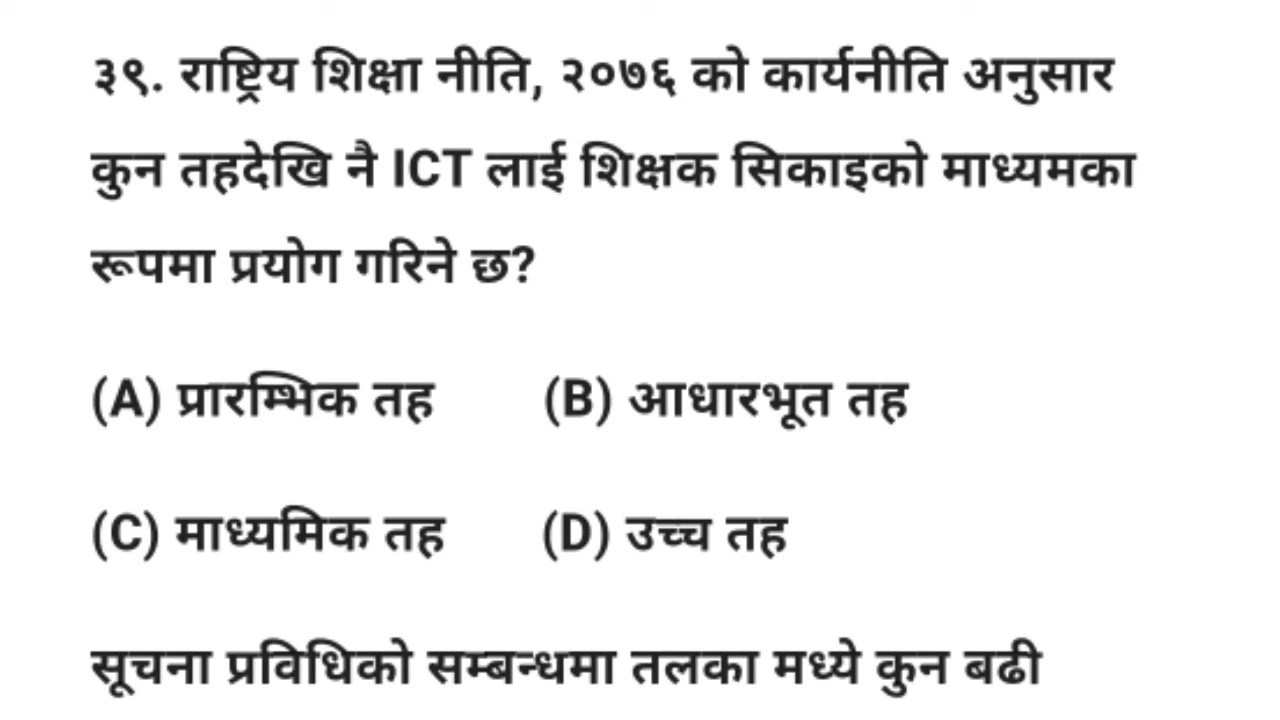 ३९. राष्ट्रिय शिक्षा नीति, २०७६ को कार्यनीति अनुसार
कुन तहदेखि नै ICT लाई शिक्षक सिकाइको माध्यमका
रूपमा प्रयोग गरिने छ?
(A) प्रारम्भिक तह (B) आधारभूत तह
(C) माध्यमिक तह (D) उच्च तह
सूचना प्रविधिको सम्बन्धमा तलका मध्ये कुन बढी